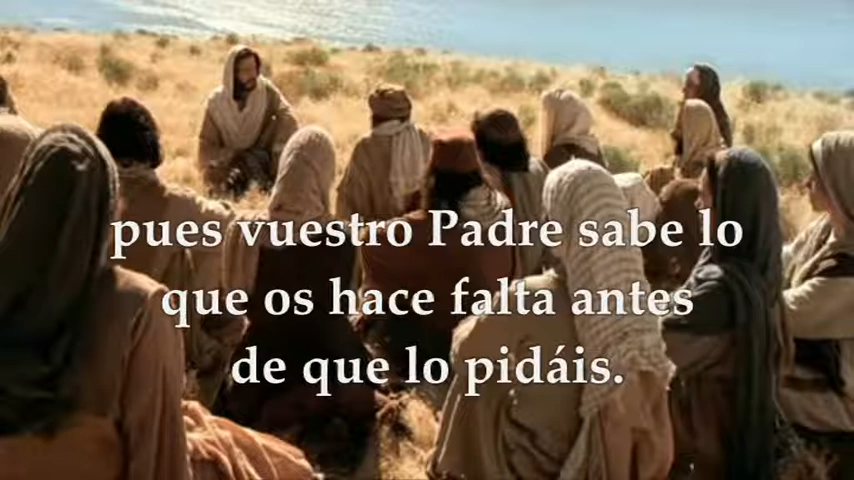 pues vuestro Padre sabe lo
que os hace falta antes
de que lo pidáis.